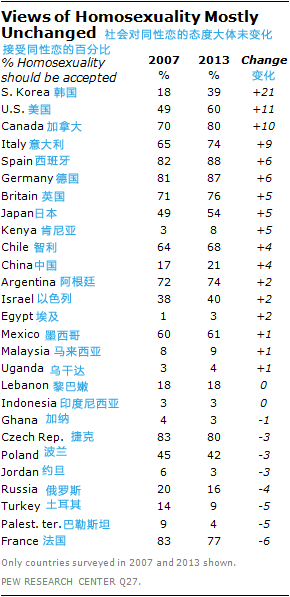 Views of Homosexuality Mostly
Unchanged 社会对同性恋的态度大体未变化
接受同性恋的百分比
% Homosexuality should be accepted 2007 % 2013 % Change 变化
S. Korea 韩国 18 39 +21
U.S. 美国 49 60 +11
Canada 加拿大 70 80 +10
Italy 意大利 65 74 +9
Spain 西班牙 82 88 +6
Germany 德国 81 87 +6
Britain 英国 71 76 +5
Japan 日本 49 54 +5
Kenya 肯尼亚 3 8 +5
Chile 智利 64 68 +4
China 中国 17 21 +4
Argentina 阿根廷 72 74 +2
Israel 以色列 38 40 +2
Egypt 埃及 1 3 +2
Mexico 墨西哥 60 61 +1
Malaysia 马来西亚 8 9 +1
Uganda 乌干达 3 4 +1
Lebanon 黎巴嫩 18 18 0
Indonesia 印度尼西亚 3 3 0
Ghana 加纳 4 3 -1
Czech Rep. 捷克 83 80 -3
Poland 波兰 45 42 -3
Jordan 约旦 6 3 -3
Russia 俄罗斯 20 16 -4
Turkey 土耳其 14 9 -5
Palest. ter. 巴勒斯坦 9 4 -5
France 法国 83 77 -6
Only countries surveyed in 2007 and 2013 shown.
PEW RESEARCH CENTER Q27.